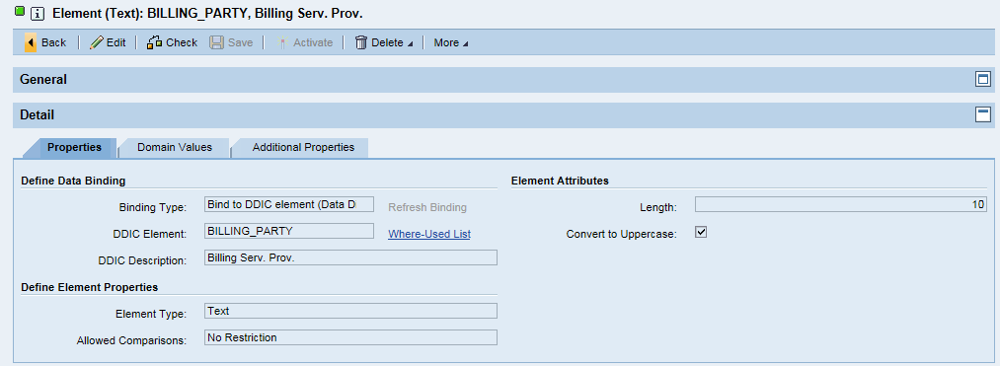 Element (Text): BILLING_PARTY, Billing Serv. Prov.
Back Edit Check Save Activate Delete More
General
Detail
Properties Domain Values Additional Properties
Define Data Binding
Binding Type: Bind to DDIC element (Data D Refresh Binding
DDIC Element: BILLING_PARTY Where-Used List
DDIC Description: Billing Serv. Prov.
Define Element Properties
Element Type: Text
Allowed Comparisons: No Restriction
Element Attributes
Length: 10
Convert to Uppercase: